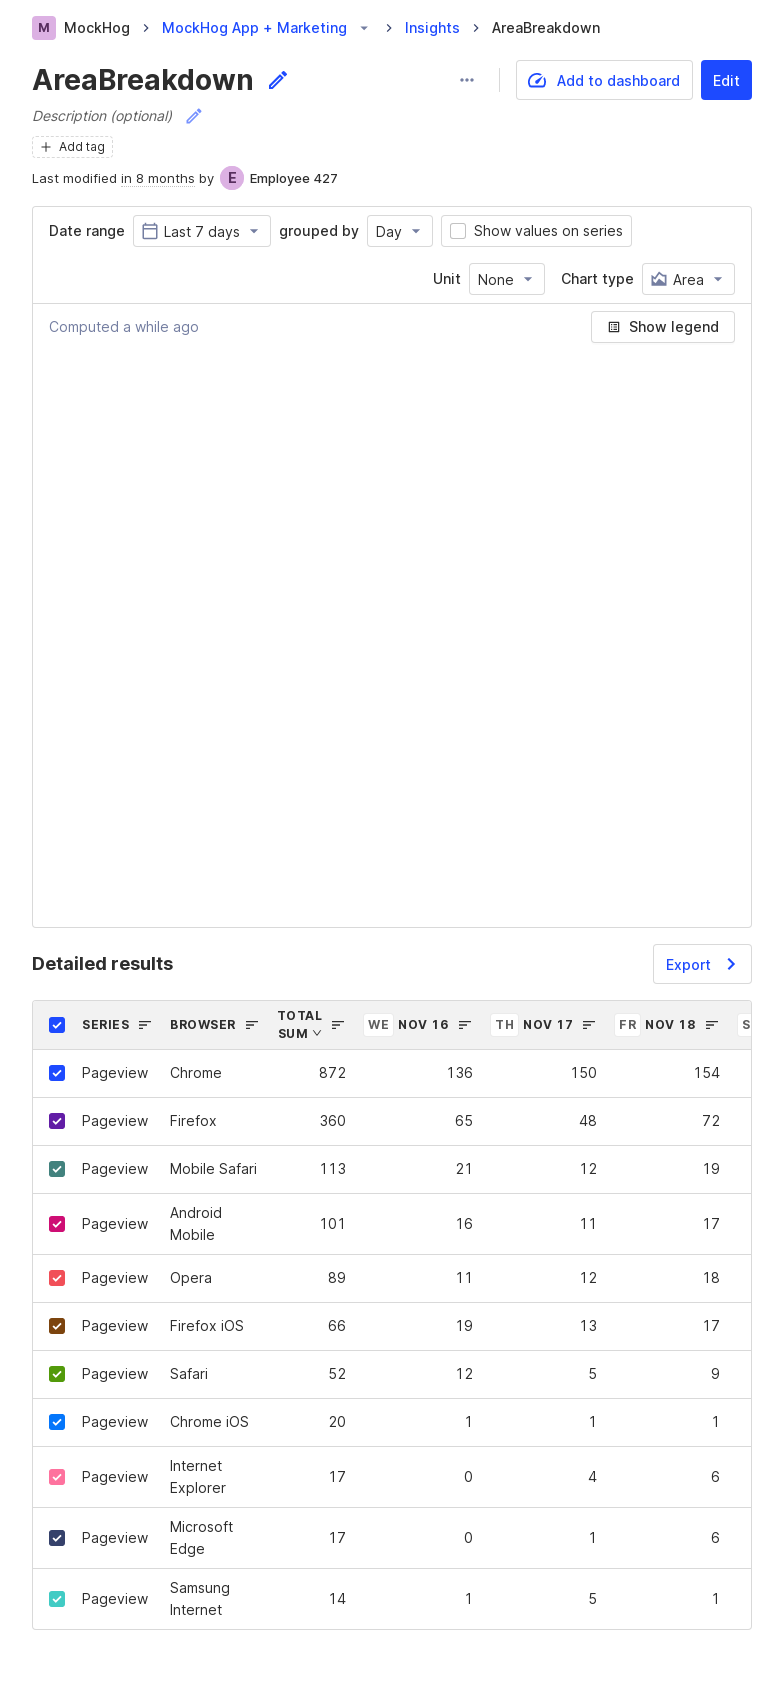 M MockHog > MockHog App + Marketing > Insights > AreaBreakdown
AreaBreakdown
Add to dashboard
Edit
Description (optional)
Add tag
Last modified in 8 months by E Employee 427
Date range Last 7 days grouped by Day Show values on series
Unit None Chart type Area
Computed a while ago
Show legend
Detailed results
Export
SERIES BROWSER TOTAL SUM WE NOV 16 TH NOV 17 FR NOV 18 S
Pageview Chrome 872 136 150 154
Pageview Firefox 360 65 48 72
Pageview Mobile Safari 113 21 12 19
Pageview Android Mobile 101 16 11 17
Pageview Opera 89 11 12 18
Pageview Firefox iOS 66 19 13 17
Pageview Safari 52 12 5 9
Pageview Chrome iOS 20 1 1 1
Pageview Internet Explorer 17 0 4 6
Pageview Microsoft Edge 17 0 1 6
Pageview Samsung Internet 14 1 5 1